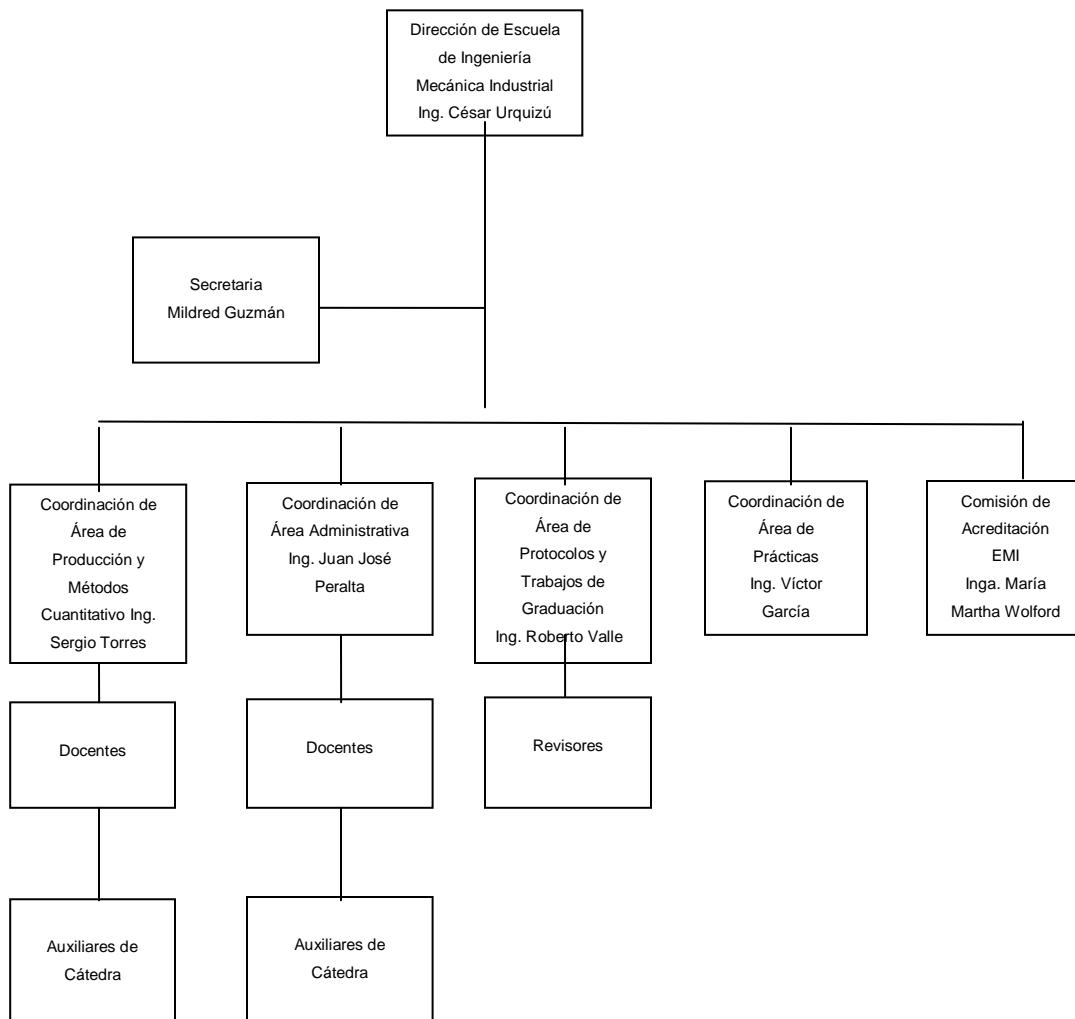 Dirección de Escuela
de Ingeniería
Mecánica Industrial
Ing. César Urquizú
Secretaria
Mildred Guzmán
Coordinación de
Área de
Producción y
Métodos
Cuantitativo Ing.
Sergio Torres
Coordinación de
Área Administrativa
Ing. Juan José
Peralta
Coordinación de
Área de
Protocolos y
Trabajos de
Graduación
Ing. Roberto Valle
Coordinación de
Área de
Prácticas
Ing. Víctor
García
Comisión de
Acreditación
EMI
Inga. María
Martha Wolford
Docentes
Docentes
Revisores
Auxiliares de
Cátedra
Auxiliares de
Cátedra